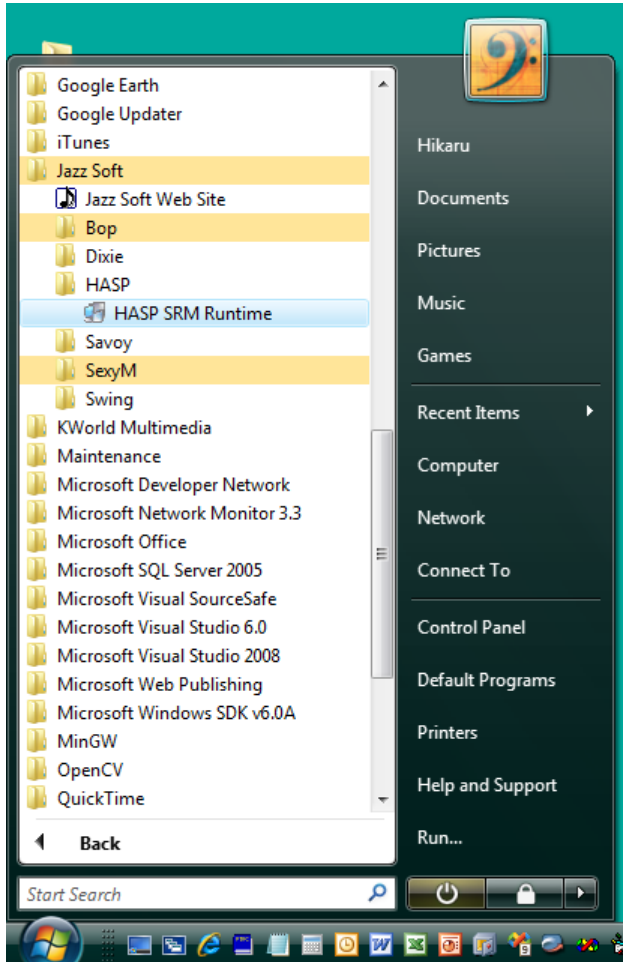 Google Earth
Google Updater
iTunes
Jazz Soft
Jazz Soft Web Site
Bop
Dixie
HASP
HASP SRM Runtime
Savoy
SexyM
Swing
KWorld Multimedia
Maintenance
Microsoft Developer Network
Microsoft Network Monitor 3.3
Microsoft Office
Microsoft SQL Server 2005
Microsoft Visual SourceSafe
Microsoft Visual Studio 6.0
Microsoft Visual Studio 2008
Microsoft Web Publishing
Microsoft Windows SDK v6.0A
MinGW
OpenCV
QuickTime
Back
Start Search
Hikaru
Documents
Pictures
Music
Games
Recent Items
Computer
Network
Connect To
Control Panel
Default Programs
Printers
Help and Support
Run...